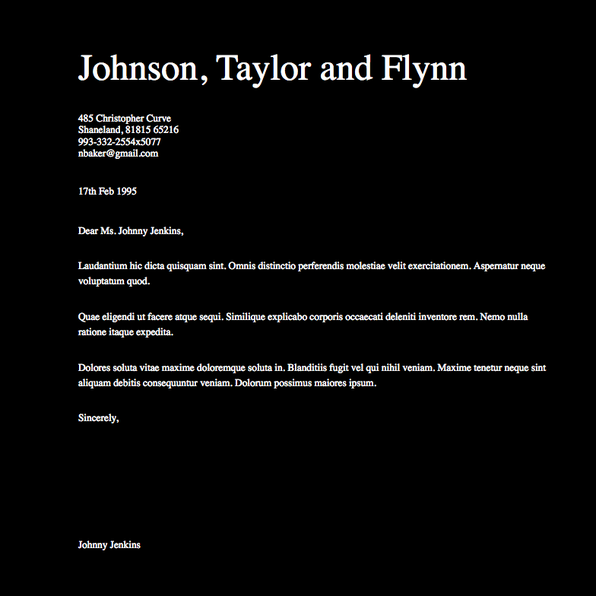 Johnson, Taylor and Flynn
485 Christopher Curve
Shaneland, 81815 65216
993-332-2554x5077
nbaker@gmail.com
17th Feb 1995
Dear Ms. Johnny Jenkins,
Laudantium hic dicta quisquam sint. Omnis distinctio perferendis molestiae velit exercitationem. Aspernatur neque
voluptatum quod.
Quae eligendi ut facere atque sequi. Similique explicabo corporis occaecati deleniti inventore rem. Nemo nulla
ratione itaque expedita.
Dolores soluta vitae maxime doloremque soluta in. Blanditiis fugit vel qui nihil veniam. Maxime tenetur neque sint
aliquam debitis consequuntur veniam. Dolorum possimus maiores ipsum.
Sincerely,
Johnny Jenkins